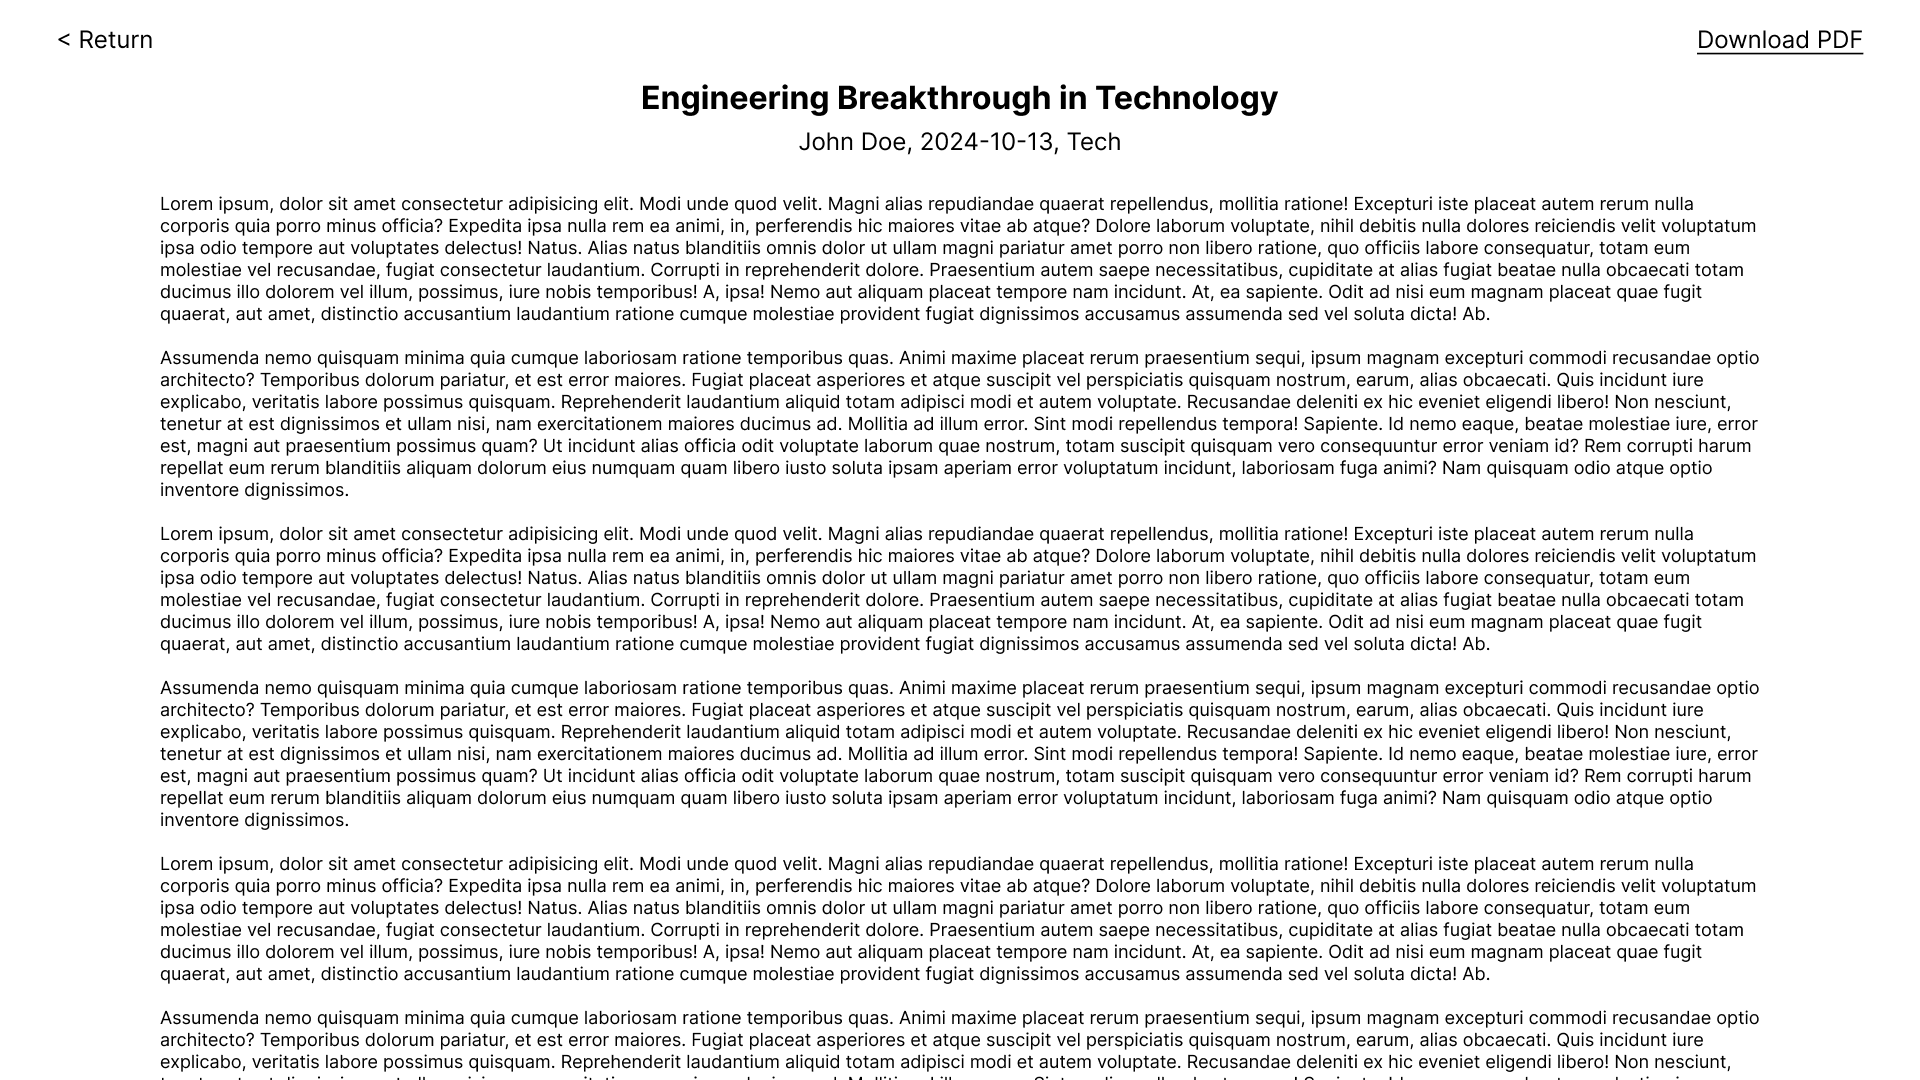 < Return
Download PDF
Engineering Breakthrough in Technology
John Doe, 2024-10-13, Tech
Lorem ipsum, dolor sit amet consectetur adipisicing elit. Modi unde quod velit. Magni alias repudiandae quaerat repellendus, mollitia ratione! Excepturi iste placeat autem rerum nulla
corporis quia porro minus officia? Expedita ipsa nulla rem ea animi, in, perferendis hic maiores vitae ab atque? Dolore laborum voluptate, nihil debitis nulla dolores reiciendis velit voluptatum
ipsa odio tempore aut voluptates delectus! Natus. Alias natus blanditiis omnis dolor ut ullam magni pariatur amet porro non libero ratione, quo officiis labore consequatur, totam eum
molestiae vel recusandae, fugiat consectetur laudantium. Corrupti in reprehenderit dolore. Praesentium autem saepe necessitatibus, cupiditate at alias fugiat beatae nulla obcaecati totam
ducimus illo dolorem vel illum, possimus, iure nobis temporibus! A, ipsa! Nemo aut aliquam placeat tempore nam incidunt. At, ea sapiente. Odit ad nisi eum magnam placeat quae fugit
quaerat, aut amet, distinctio accusantium laudantium ratione cumque molestiae provident fugiat dignissimos accusamus assumenda sed vel soluta dicta! Ab.
Assumenda nemo quisquam minima quia cumque laboriosam ratione temporibus quas. Animi maxime placeat rerum praesentium sequi, ipsum magnam excepturi commodi recusandae optio
architecto? Temporibus dolorum pariatur, et est error maiores. Fugiat placeat asperiores et atque suscipit vel perspiciatis quisquam nostrum, earum, alias obcaecati. Quis incidunt iure
explicabo, veritatis labore possimus quisquam. Reprehenderit laudantium aliquid totam adipisci modi et autem voluptate. Recusandae deleniti ex hic eveniet eligendi libero! Non nesciunt,
tenetur at est dignissimos et ullam nisi, nam exercitationem maiores ducimus ad. Mollitia ad illum error. Sint modi repellendus tempora! Sapiente. Id nemo eaque, beatae molestiae iure, error
est, magni aut praesentium possimus quam? Ut incidunt alias officia odit voluptate laborum quae nostrum, totam suscipit quisquam vero consequuntur error veniam id? Rem corrupti harum
repellat eum rerum blanditiis aliquam dolorum eius numquam quam libero iusto soluta ipsam aperiam error voluptatum incidunt, laboriosam fuga animi? Nam quisquam odio atque optio
inventore dignissimos.
Lorem ipsum, dolor sit amet consectetur adipisicing elit. Modi unde quod velit. Magni alias repudiandae quaerat repellendus, mollitia ratione! Excepturi iste placeat autem rerum nulla
corporis quia porro minus officia? Expedita ipsa nulla rem ea animi, in, perferendis hic maiores vitae ab atque? Dolore laborum voluptate, nihil debitis nulla dolores reiciendis velit voluptatum
ipsa odio tempore aut voluptates delectus! Natus. Alias natus blanditiis omnis dolor ut ullam magni pariatur amet porro non libero ratione, quo officiis labore consequatur, totam eum
molestiae vel recusandae, fugiat consectetur laudantium. Corrupti in reprehenderit dolore. Praesentium autem saepe necessitatibus, cupiditate at alias fugiat beatae nulla obcaecati totam
ducimus illo dolorem vel illum, possimus, iure nobis temporibus! A, ipsa! Nemo aut aliquam placeat tempore nam incidunt. At, ea sapiente. Odit ad nisi eum magnam placeat quae fugit
quaerat, aut amet, distinctio accusantium laudantium ratione cumque molestiae provident fugiat dignissimos accusamus assumenda sed vel soluta dicta! Ab.
Assumenda nemo quisquam minima quia cumque laboriosam ratione temporibus quas. Animi maxime placeat rerum praesentium sequi, ipsum magnam excepturi commodi recusandae optio
architecto? Temporibus dolorum pariatur, et est error maiores. Fugiat placeat asperiores et atque suscipit vel perspiciatis quisquam nostrum, earum, alias obcaecati. Quis incidunt iure
explicabo, veritatis labore possimus quisquam. Reprehenderit laudantium aliquid totam adipisci modi et autem voluptate. Recusandae deleniti ex hic eveniet eligendi libero! Non nesciunt,
tenetur at est dignissimos et ullam nisi, nam exercitationem maiores ducimus ad. Mollitia ad illum error. Sint modi repellendus tempora! Sapiente. Id nemo eaque, beatae molestiae iure, error
est, magni aut praesentium possimus quam? Ut incidunt alias officia odit voluptate laborum quae nostrum, totam suscipit quisquam vero consequuntur error veniam id? Rem corrupti harum
repellat eum rerum blanditiis aliquam dolorum eius numquam quam libero iusto soluta ipsam aperiam error voluptatum incidunt, laboriosam fuga animi? Nam quisquam odio atque optio
inventore dignissimos.
Lorem ipsum, dolor sit amet consectetur adipisicing elit. Modi unde quod velit. Magni alias repudiandae quaerat repellendus, mollitia ratione! Excepturi iste placeat autem rerum nulla
corporis quia porro minus officia? Expedita ipsa nulla rem ea animi, in, perferendis hic maiores vitae ab atque? Dolore laborum voluptate, nihil debitis nulla dolores reiciendis velit voluptatum
ipsa odio tempore aut voluptates delectus! Natus. Alias natus blanditiis omnis dolor ut ullam magni pariatur amet porro non libero ratione, quo officiis labore consequatur, totam eum
molestiae vel recusandae, fugiat consectetur laudantium. Corrupti in reprehenderit dolore. Praesentium autem saepe necessitatibus, cupiditate at alias fugiat beatae nulla obcaecati totam
ducimus illo dolorem vel illum, possimus, iure nobis temporibus! A, ipsa! Nemo aut aliquam placeat tempore nam incidunt. At, ea sapiente. Odit ad nisi eum magnam placeat quae fugit
quaerat, aut amet, distinctio accusantium laudantium ratione cumque molestiae provident fugiat dignissimos accusamus assumenda sed vel soluta dicta! Ab.
Assumenda nemo quisquam minima quia cumque laboriosam ratione temporibus quas. Animi maxime placeat rerum praesentium sequi, ipsum magnam excepturi commodi recusandae optio
architecto? Temporibus dolorum pariatur, et est error maiores. Fugiat placeat asperiores et atque suscipit vel perspiciatis quisquam nostrum, earum, alias obcaecati. Quis incidunt iure
explicabo, veritatis labore possimus quisquam. Reprehenderit laudantium aliquid totam adipisci modi et autem voluptate. Recusandae deleniti ex hic eveniet eligendi libero! Non nesciunt,